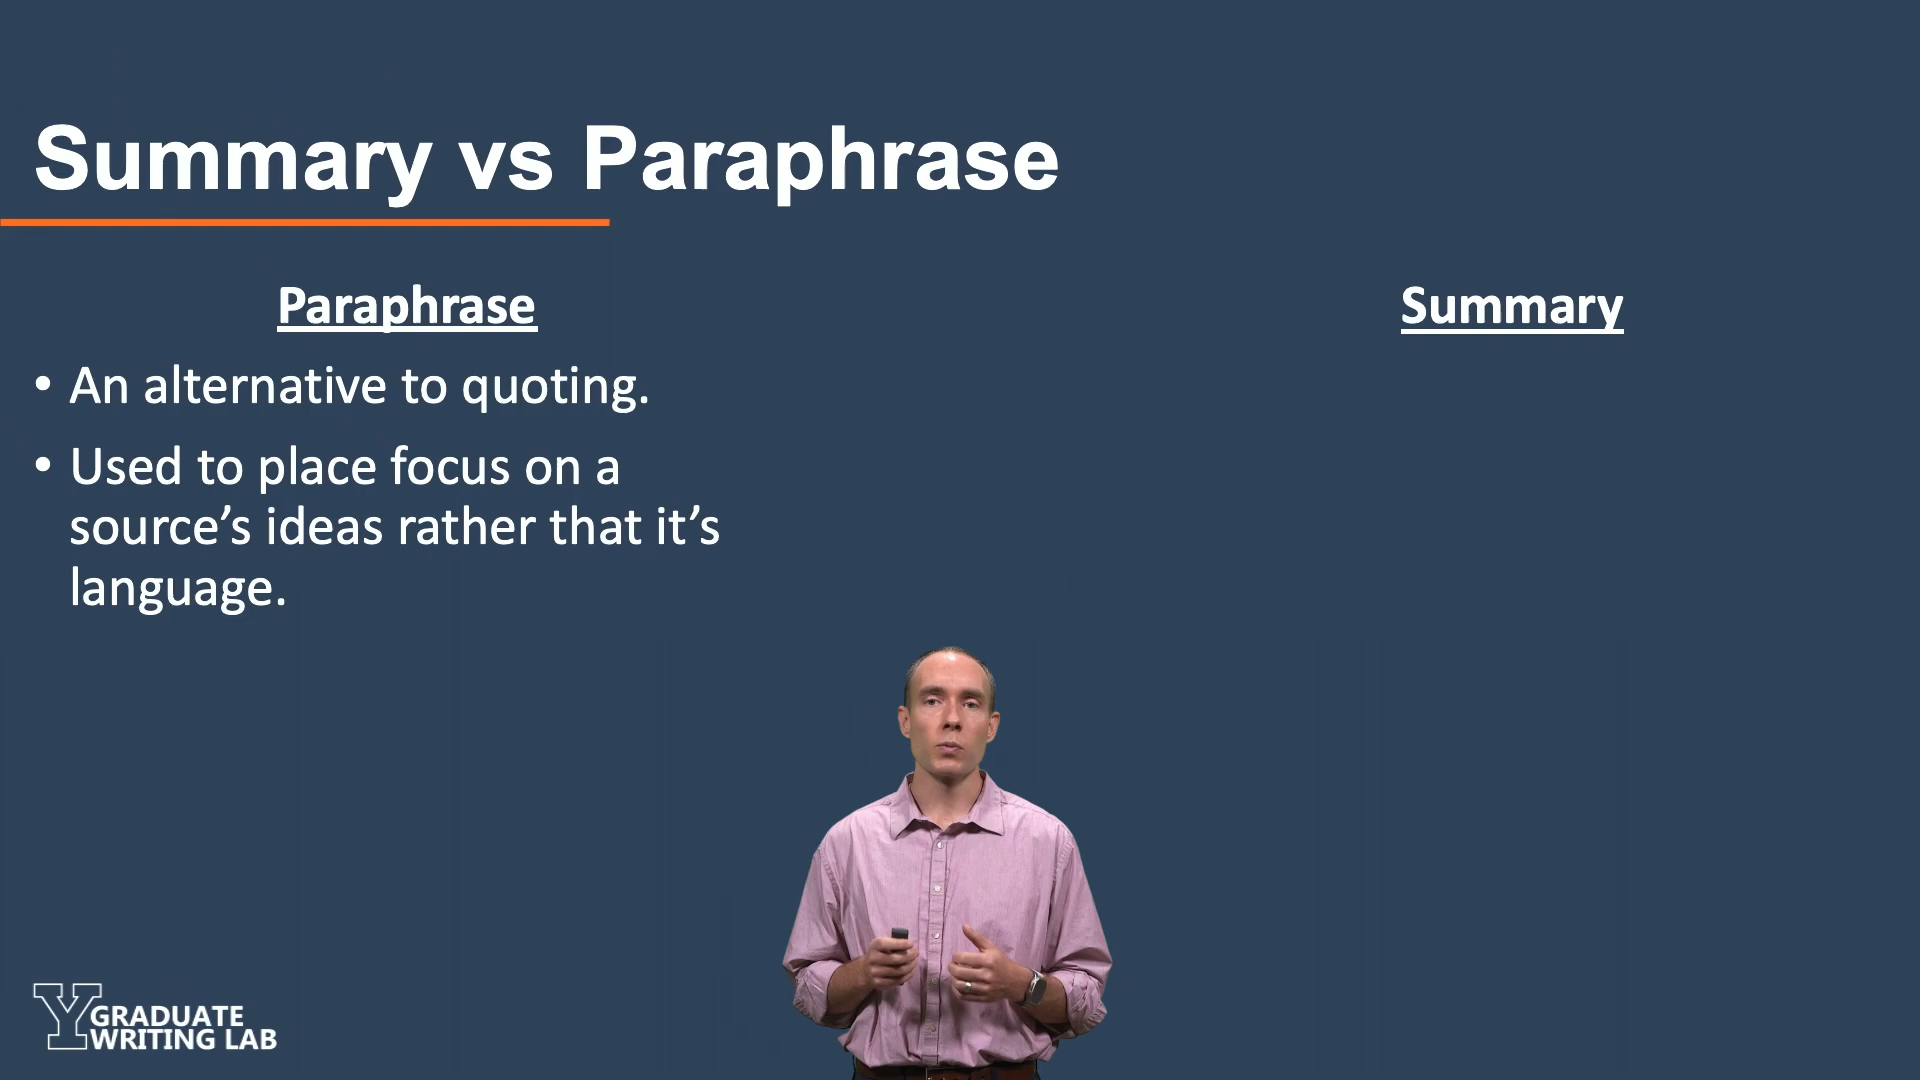 Summary vs Paraphrase
Paraphrase
• An alternative to quoting.
• Used to place focus on a
source’s ideas rather that it’s
language.
Summary
Y GRADUATE
WRITING LAB